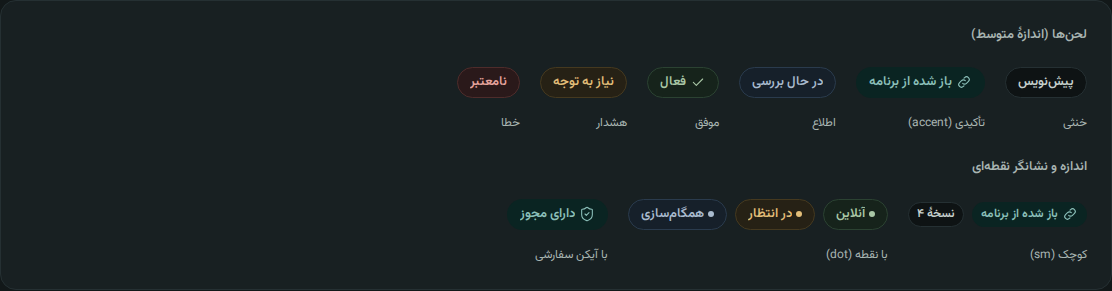 لحن‌ها (اندازهٔ متوسط)
پیش‌نویس باز شده از برنامه در حال بررسی فعال نیاز به توجه نامعتبر
خنثی تأکیدی (accent) اطلاع موفق هشدار خطا
اندازه و نشانگر نقطه‌ای
باز شده از برنامه نسخهٔ ۴ آنلاین در انتظار همگام‌سازی دارای مجوز
کوچک (sm) با نقطه (dot) با آیکن سفارشی